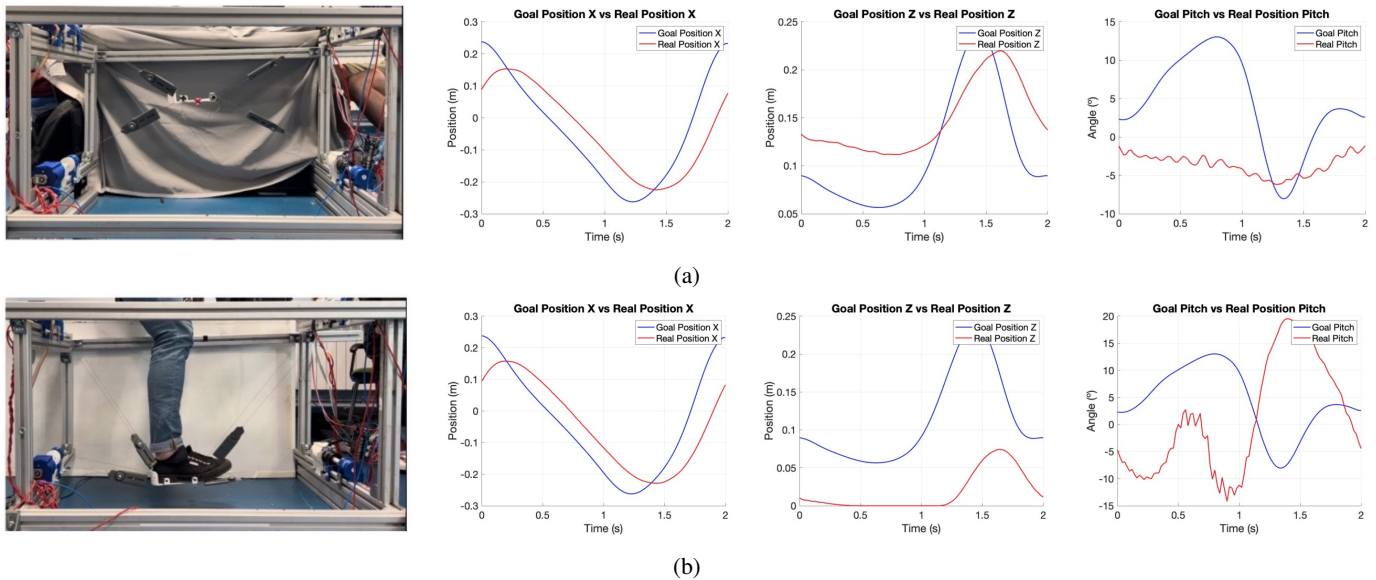 Goal Position X vs Real Position X
Goal Position X
Real Position X
Position (m)
0.3
0.2
0.1
0
-0.1
-0.2
-0.3
0 0.5 1 1.5 2
Time (s)
Goal Position Z vs Real Position Z
Goal Position Z
Real Position Z
Position (m)
0.25
0.2
0.15
0.1
0.05
0 0.5 1 1.5 2
Time (s)
Goal Pitch vs Real Position Pitch
Goal Pitch
Real Pitch
Angle (º)
15
10
5
0
-5
-10
0 0.5 1 1.5 2
Time (s)
(a)
Goal Position X vs Real Position X
Goal Position X
Real Position X
Position (m)
0.3
0.2
0.1
0
-0.1
-0.2
-0.3
0 0.5 1 1.5 2
Time (s)
Goal Position Z vs Real Position Z
Goal Position Z
Real Position Z
Position (m)
0.25
0.2
0.15
0.1
0.05
0
0 0.5 1 1.5 2
Time (s)
Goal Pitch vs Real Position Pitch
Goal Pitch
Real Pitch
Angle (º)
20
15
10
5
0
-5
-10
-15
0 0.5 1 1.5 2
Time (s)
(b)